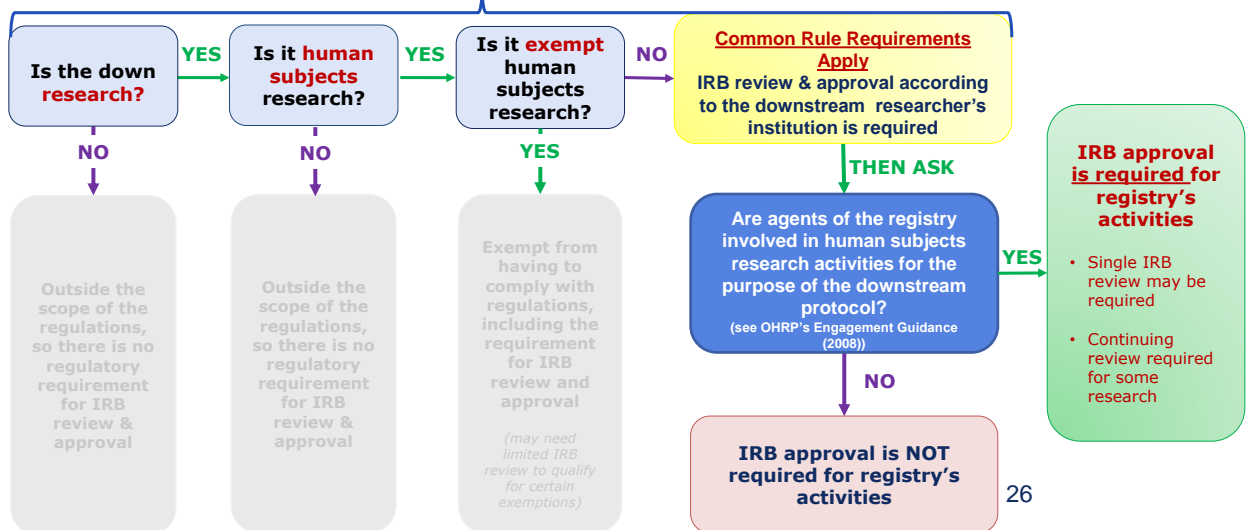 Is the down
research?
YES
NO
Outside the
scope of the
regulations,
so there is no
regulatory
requirement
for IRB
review &
approval
Is it human
subjects
research?
YES
NO
Outside the
scope of the
regulations,
so there is no
regulatory
requirement
for IRB
review &
approval
Is it exempt
human
subjects
research?
NO
YES
Exempt from
having to
comply with
regulations,
including the
requirement
for IRB
review and
approval
(may need
limited IRB
review to qualify
for certain
exemptions)
Common Rule Requirements
Apply
IRB review & approval according
to the downstream researcher's
institution is required
THEN ASK
Are agents of the registry
involved in human subjects
research activities for the
purpose of the downstream
protocol?
(see OHRP's Engagement Guidance
(2008))
YES
NO
IRB approval is NOT
required for registry's
activities
IRB approval
is required for
registry's
activities
• Single IRB
review may be
required
• Continuing
review required
for some
research
26